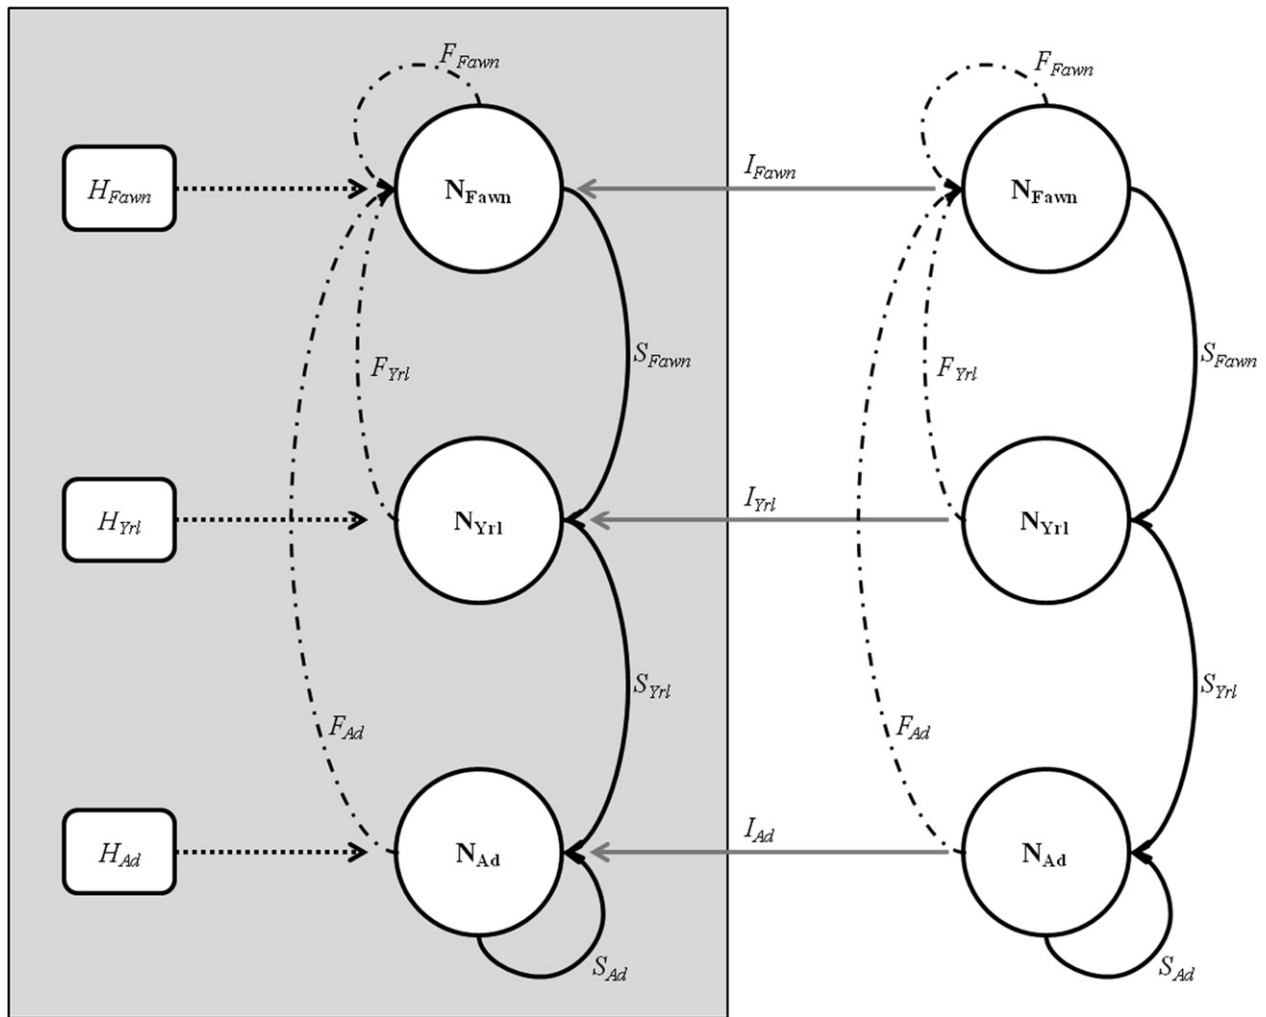 F_Fawn
F_Fawn
H_Fawn
N_Fawn
I_Fawn
N_Fawn
S_Fawn
S_Fawn
F_Yrl
F_Yrl
H_Yrl
N_Yrl
I_Yrl
N_Yrl
S_Yrl
S_Yrl
F_Ad
F_Ad
H_Ad
N_Ad
I_Ad
N_Ad
S_Ad
S_Ad